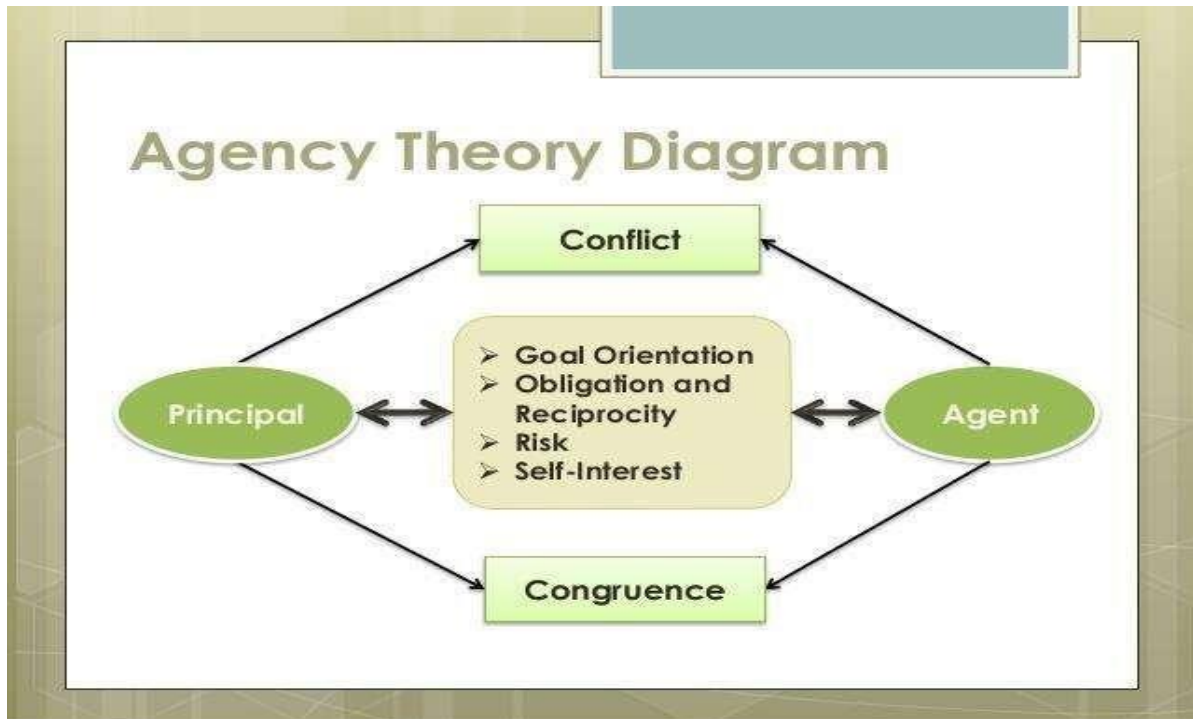 Agency Theory Diagram
Conflict
Principal
➢ Goal Orientation
➢ Obligation and
Reciprocity
➢ Risk
➢ Self-Interest
Agent
Congruence